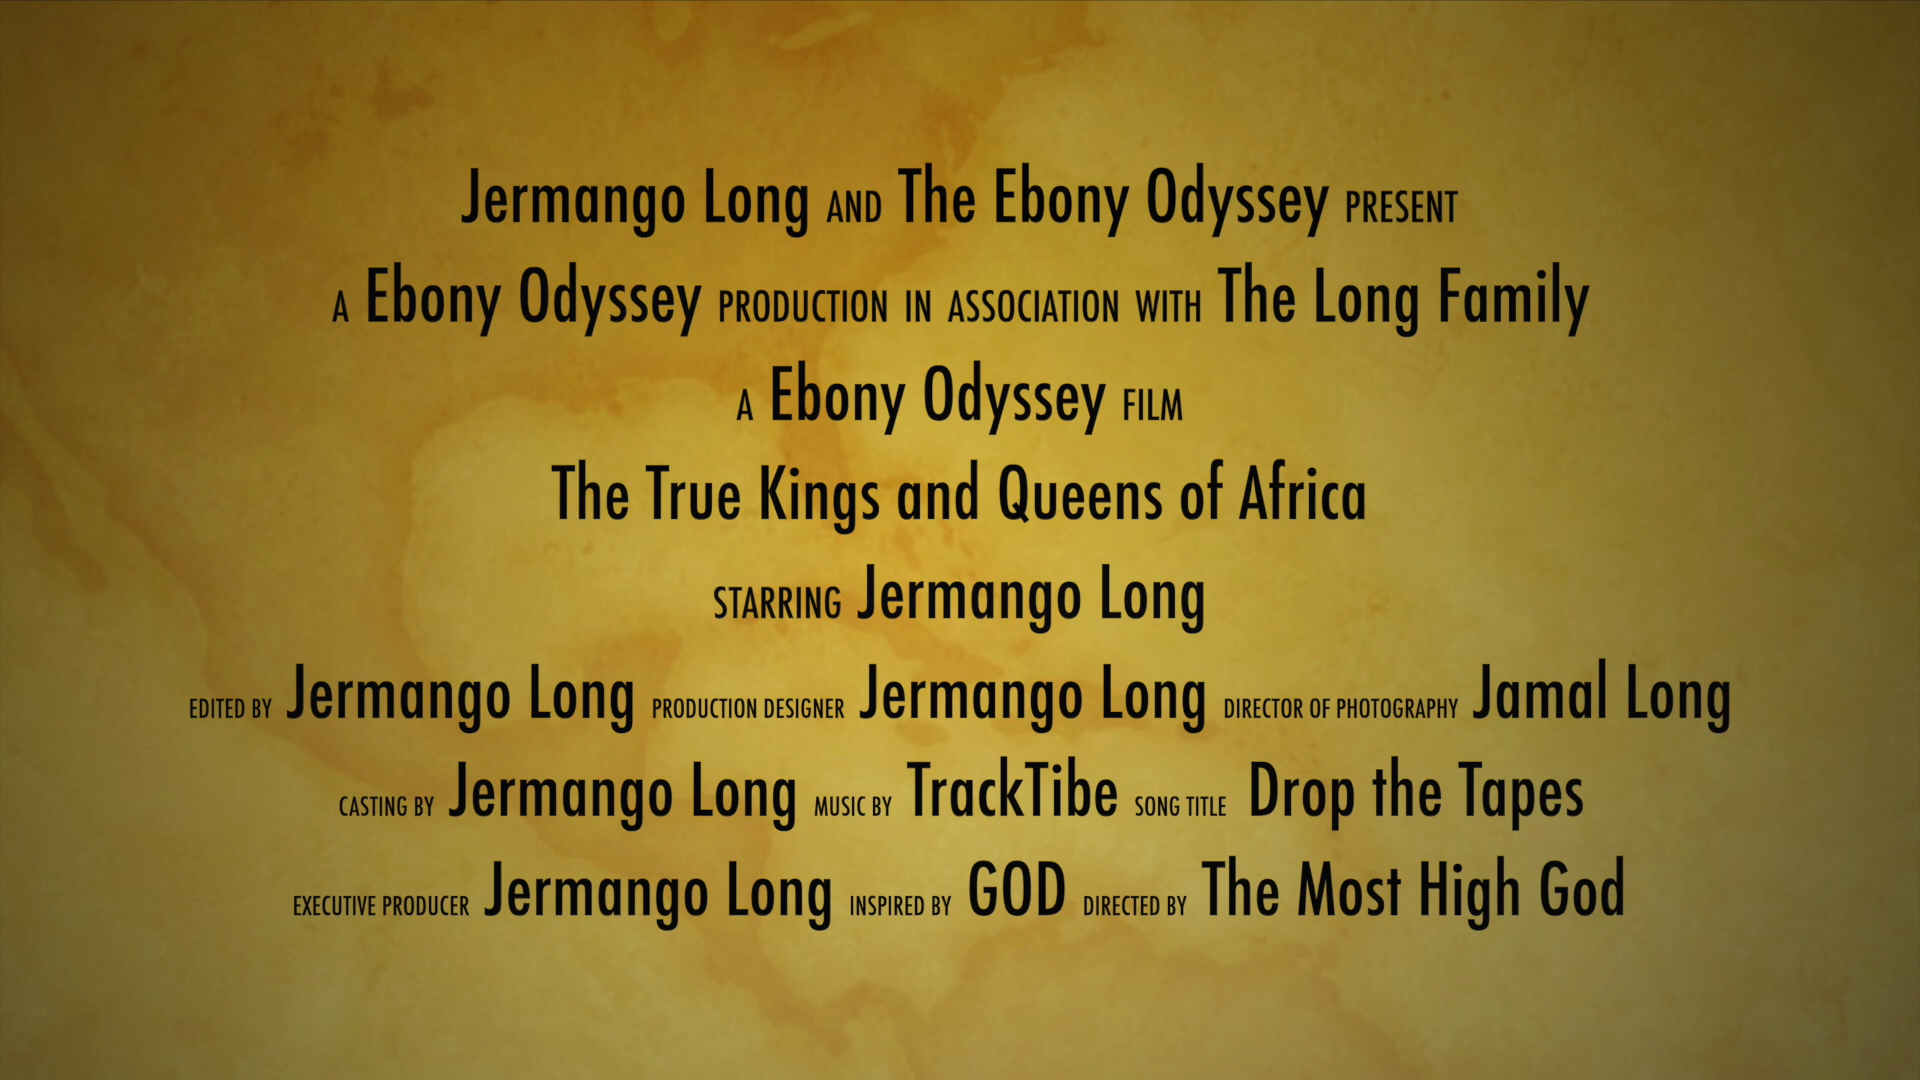 Jermango Long AND The Ebony Odyssey PRESENT
A Ebony Odyssey PRODUCTION IN ASSOCIATION WITH The Long Family
A Ebony Odyssey FILM
The True Kings and Queens of Africa
STARRING Jermango Long
EDITED BY Jermango Long PRODUCTION DESIGNER Jermango Long DIRECTOR OF PHOTOGRAPHY Jamal Long
CASTING BY Jermango Long MUSIC BY TrackTibe SONG TITLE Drop the Tapes
EXECUTIVE PRODUCER Jermango Long INSPIRED BY GOD DIRECTED BY The Most High God